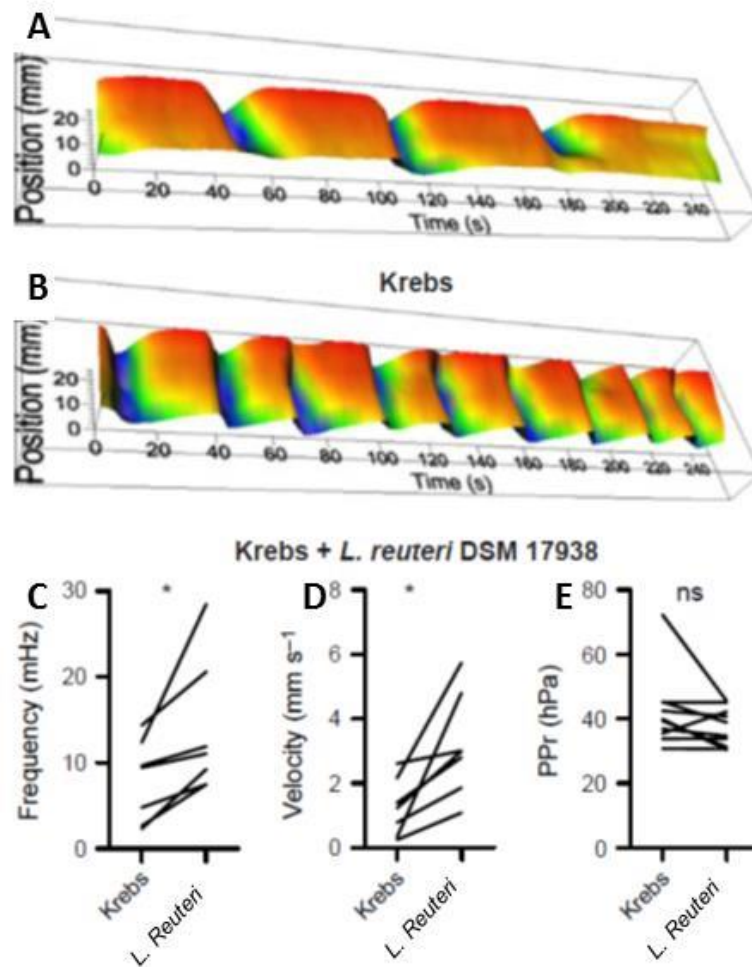 A
Position (mm)
20
10
0
0 20 40 60 80 100 120 140 160 180 200 220 240
Time (s)
Krebs
B
Position (mm)
20
10
0
0 20 40 60 80 100 120 140 160 180 200 220 240
Time (s)
Krebs + L. reuteri DSM 17938
C
Frequency (mHz)
30
20
10
0
*
Krebs
L. Reuteri
D
Velocity (mm s⁻¹)
8
6
4
2
0
*
Krebs
L. Reuteri
E
PPr (hPa)
80
60
40
20
0
ns
Krebs
L. Reuteri